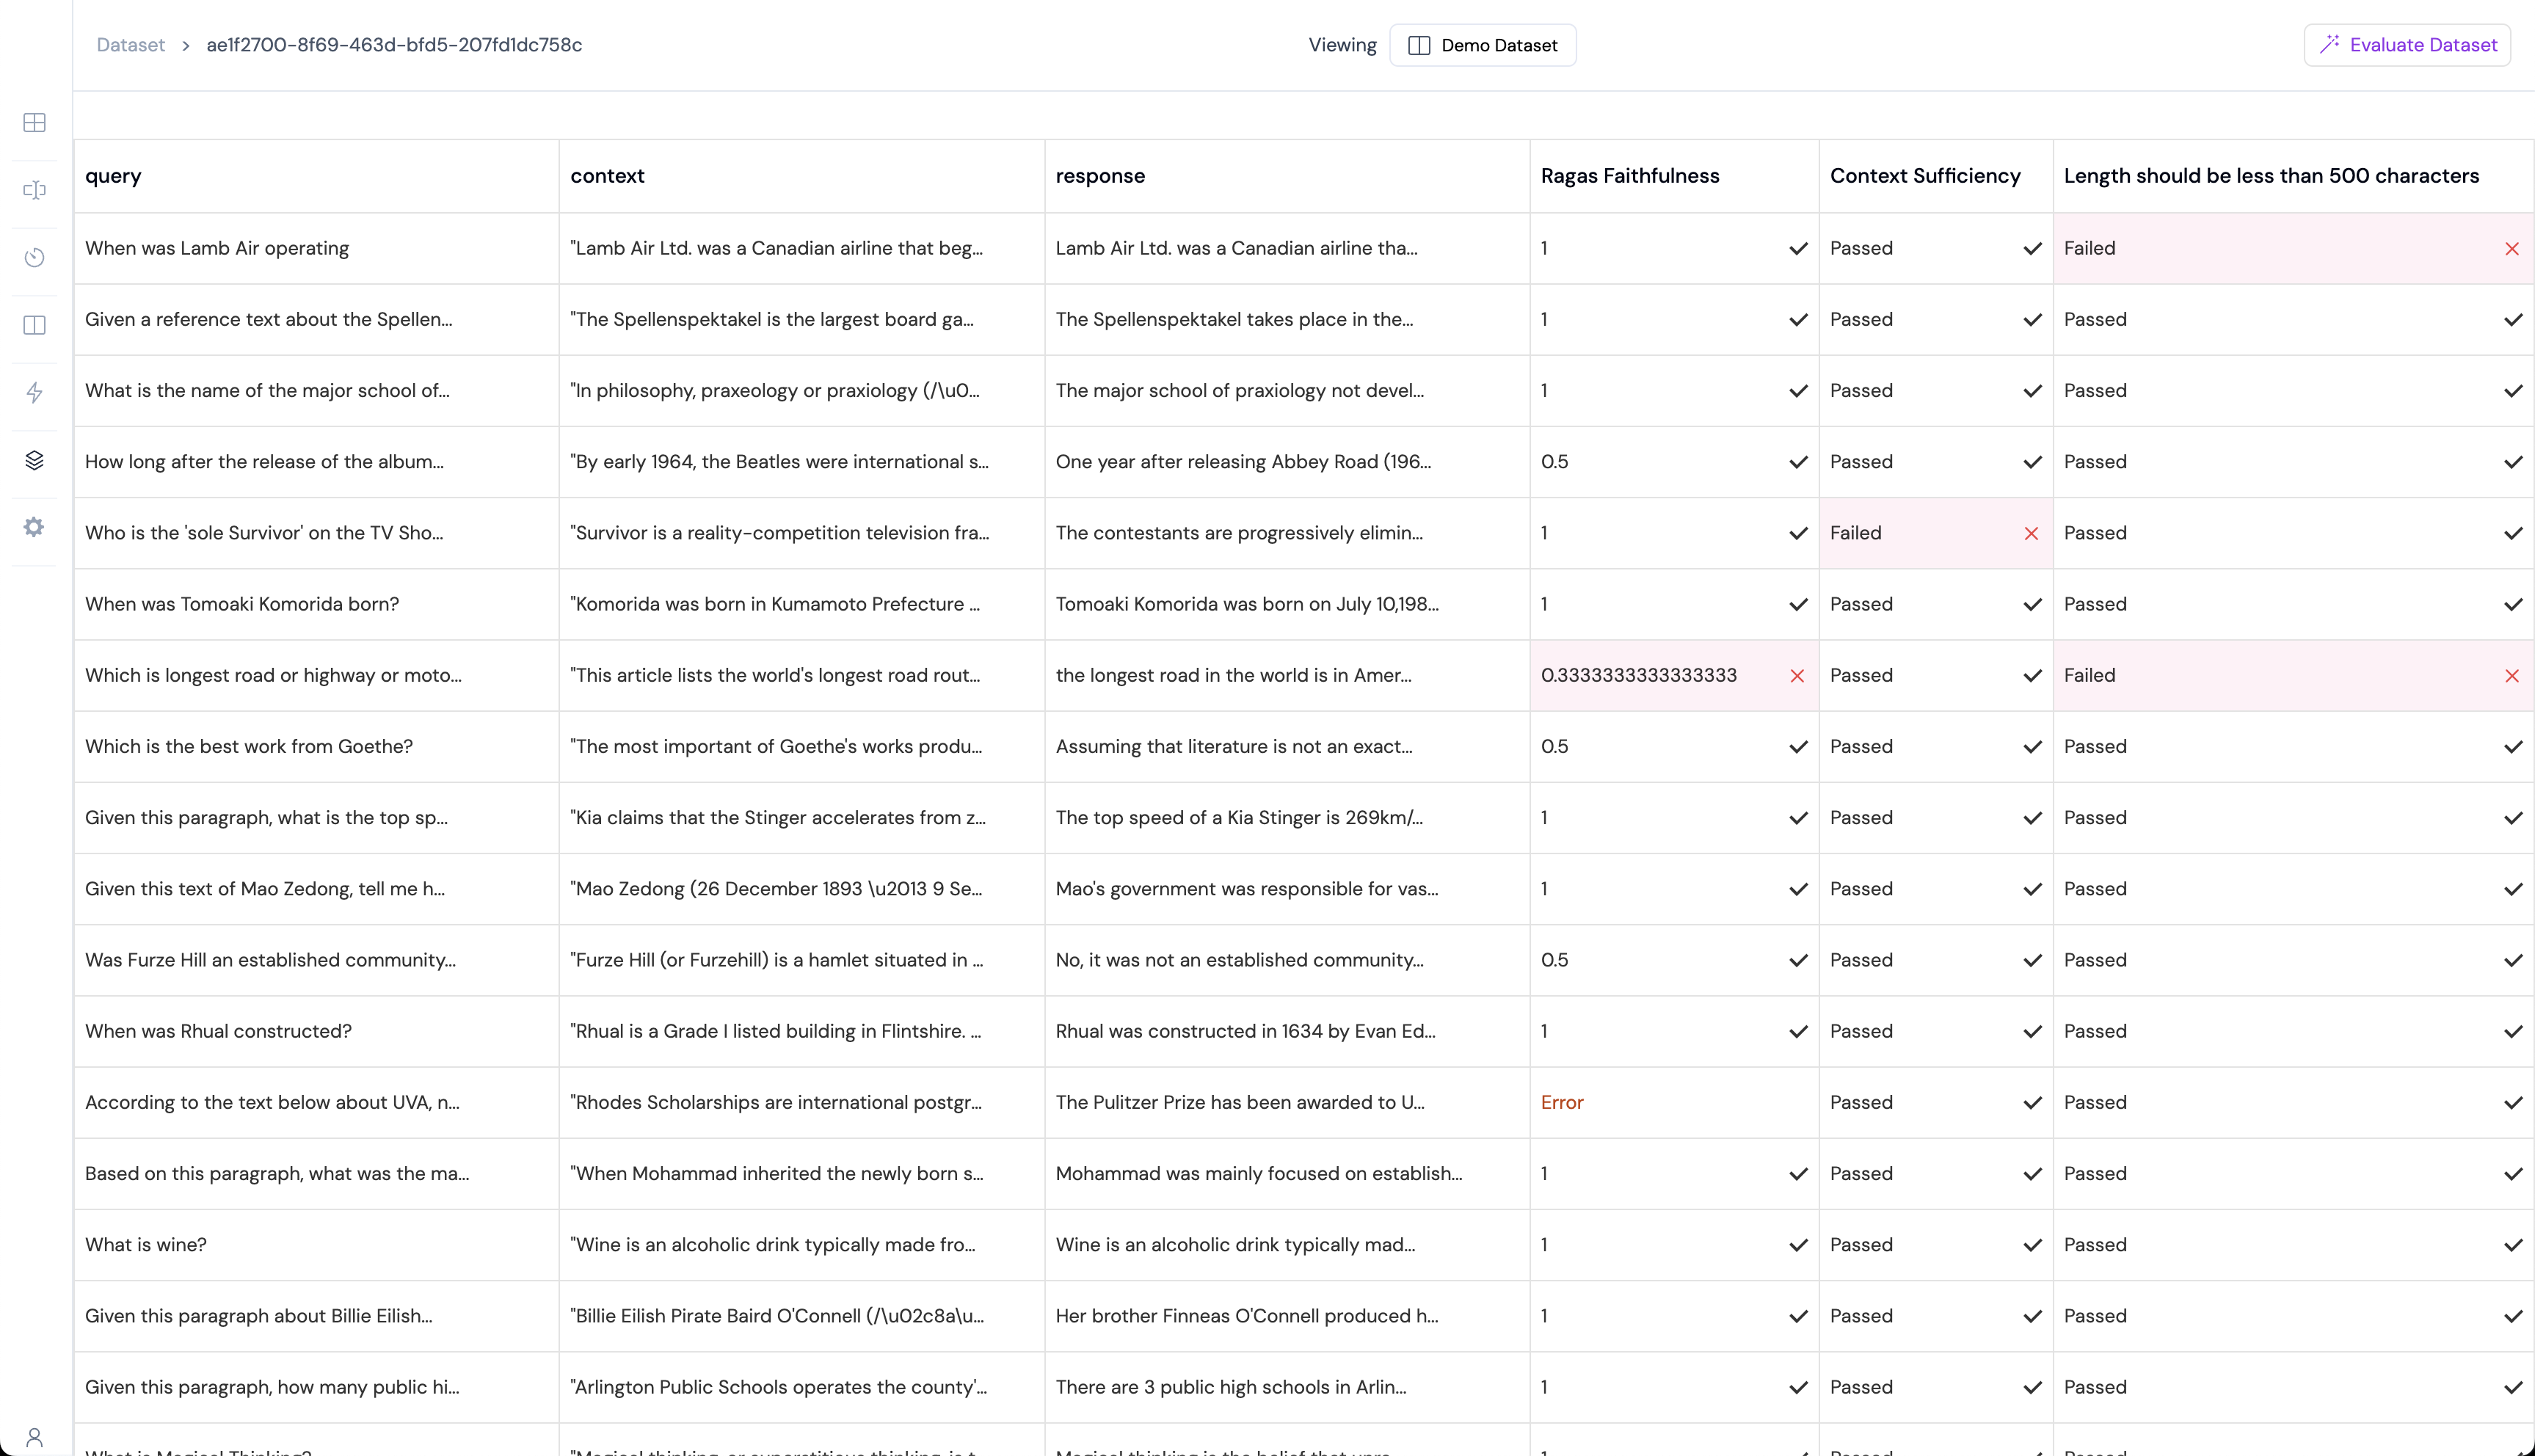 Dataset > ae1f2700-8f69-463d-bfd5-207fd1dc758c Viewing Demo Dataset Evaluate Dataset
query context response Ragas Faithfulness Context Sufficiency Length should be less than 500 characters
When was Lamb Air operating "Lamb Air Ltd. was a Canadian airline that beg... Lamb Air Ltd. was a Canadian airline tha... 1 Passed Failed
Given a reference text about the Spellen... "The Spellenspektakel is the largest board ga... The Spellenspektakel takes place in the... 1 Passed Passed
What is the name of the major school of... "In philosophy, praxeology or praxiology (/\u0... The major school of praxiology not devel... 1 Passed Passed
How long after the release of the album... "By early 1964, the Beatles were international s... One year after releasing Abbey Road (196... 0.5 Passed Passed
Who is the 'sole Survivor' on the TV Sho... "Survivor is a reality-competition television fra... The contestants are progressively elimin... 1 Failed Passed
When was Tomoaki Komorida born? "Komorida was born in Kumamoto Prefecture ... Tomoaki Komorida was born on July 10,198... 1 Passed Passed
Which is longest road or highway or moto... "This article lists the world's longest road rout... the longest road in the world is in Amer... 0.3333333333333333 Passed Failed
Which is the best work from Goethe? "The most important of Goethe's works produ... Assuming that literature is not an exact... 0.5 Passed Passed
Given this paragraph, what is the top sp... "Kia claims that the Stinger accelerates from z... The top speed of a Kia Stinger is 269km/... 1 Passed Passed
Given this text of Mao Zedong, tell me h... "Mao Zedong (26 December 1893 \u2013 9 Se... Mao's government was responsible for vas... 1 Passed Passed
Was Furze Hill an established community... "Furze Hill (or Furzehill) is a hamlet situated in ... No, it was not an established community... 0.5 Passed Passed
When was Rhual constructed? "Rhual is a Grade I listed building in Flintshire. ... Rhual was constructed in 1634 by Evan Ed... 1 Passed Passed
According to the text below about UVA, n... "Rhodes Scholarships are international postgr... The Pulitzer Prize has been awarded to U... Error Passed Passed
Based on this paragraph, what was the ma... "When Mohammad inherited the newly born s... Mohammad was mainly focused on establish... 1 Passed Passed
What is wine? "Wine is an alcoholic drink typically made fro... Wine is an alcoholic drink typically mad... 1 Passed Passed
Given this paragraph about Billie Eilish... "Billie Eilish Pirate Baird O'Connell (/\u02c8a\u... Her brother Finneas O'Connell produced h... 1 Passed Passed
Given this paragraph, how many public hi... "Arlington Public Schools operates the county'... There are 3 public high schools in Arlin... 1 Passed Passed
What is Magical Thinking? "Magical thinking, or superstitious thinking, is t... Magical thinking is the belief that unre... 1 Passed Passed